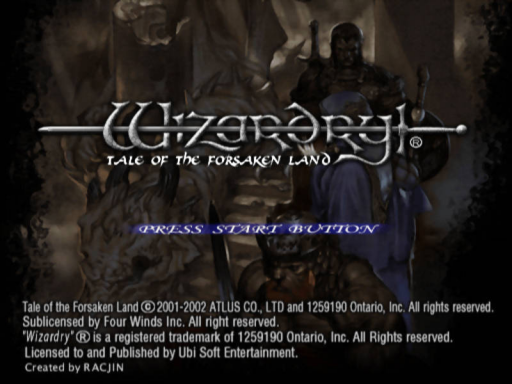 Wizardry®
TALE OF THE FORSAKEN LAND
PRESS START BUTTON
Tale of the Forsaken Land © 2001-2002 ATLUS CO., LTD and 1259190 Ontario, Inc. All rights reserved.
Sublicensed by Four Winds Inc. All right reserved.
"Wizardry" ® is a registered trademark of 1259190 Ontario, Inc. All Rights reserved.
Licensed to and Published by Ubi Soft Entertainment.
Created by RACJIN